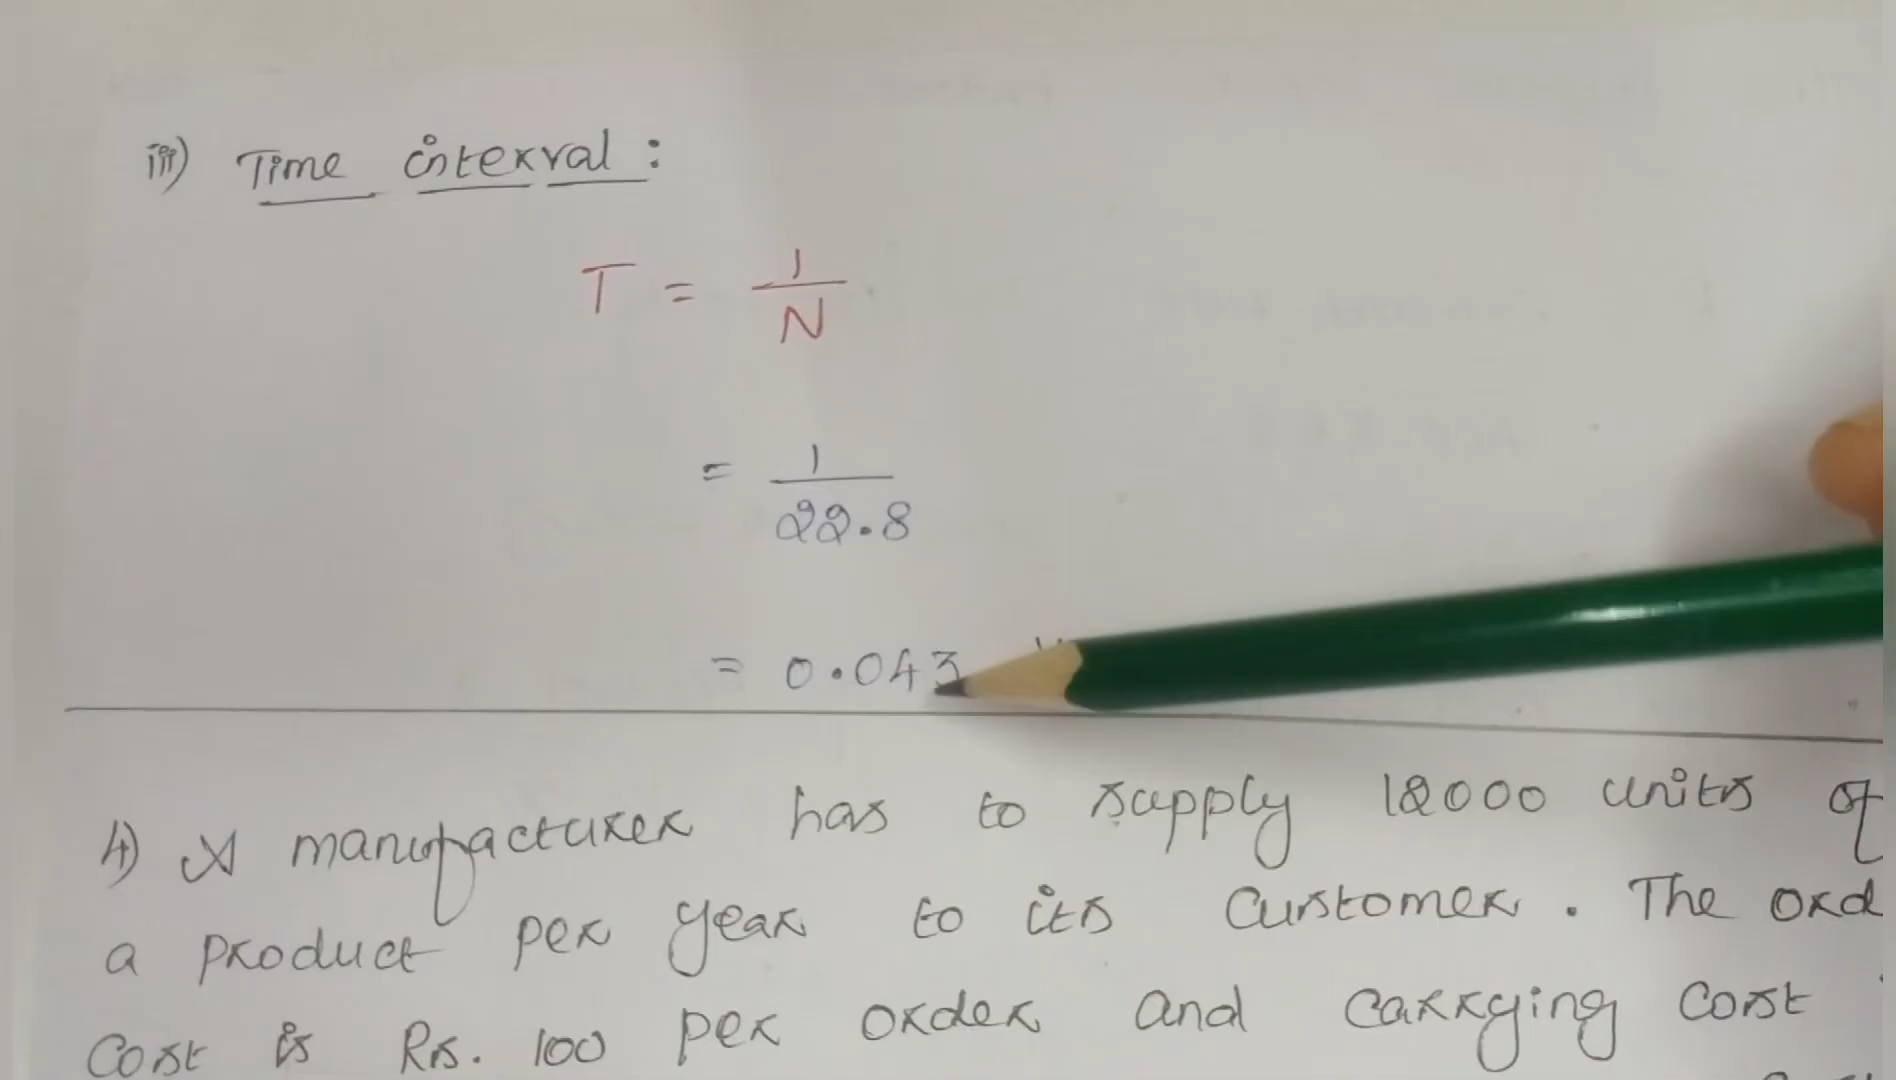 iii) Time interval :
T = 1/N
= 1/22.8
= 0.043
4) A manufacturer has to supply 12000 units of
a product per year to its customer. The ord
cost is Rs. 100 per order and carrying cost